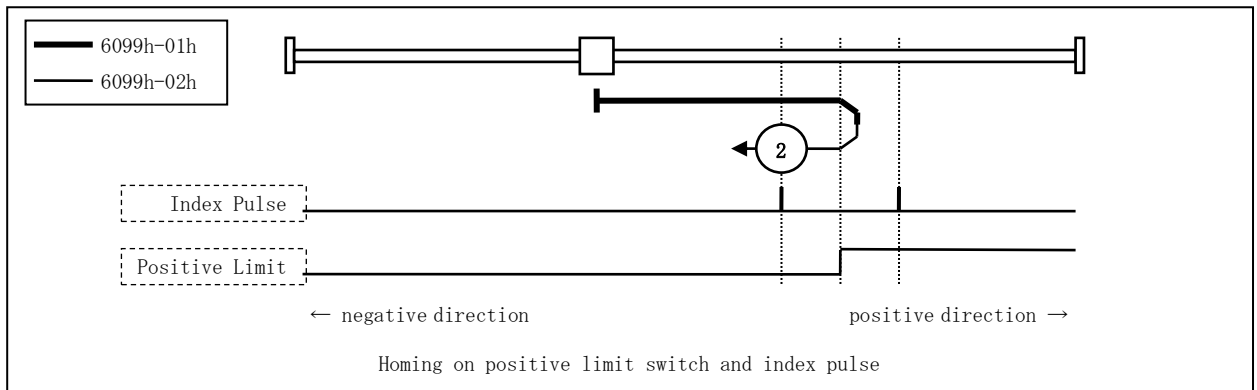 6099h-01h
6099h-02h
2
Index Pulse
Positive Limit
← negative direction
positive direction →
Homing on positive limit switch and index pulse